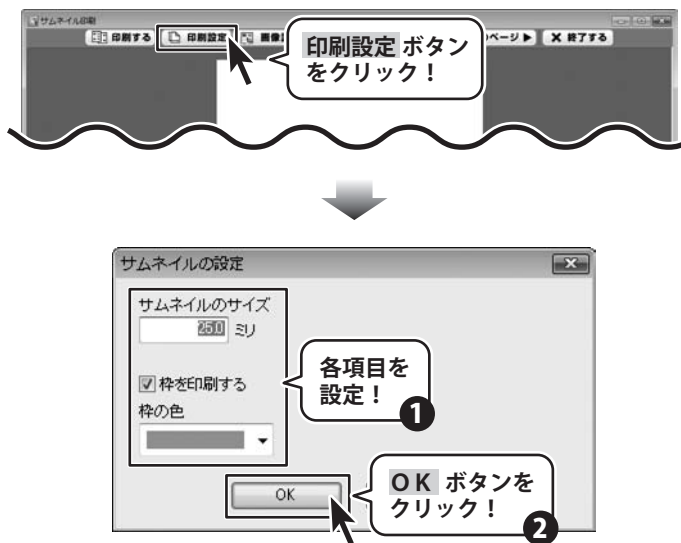 サムネイル印刷
印刷する 印刷設定 画像 ページ ▶ ✕ 終了する
印刷設定 ボタン
をクリック！
サムネイルの設定
サムネイルのサイズ
25.0 ミリ
枠を印刷する
枠の色
各項目を
設定！
❶
OK
OK ボタンを
クリック！
❷